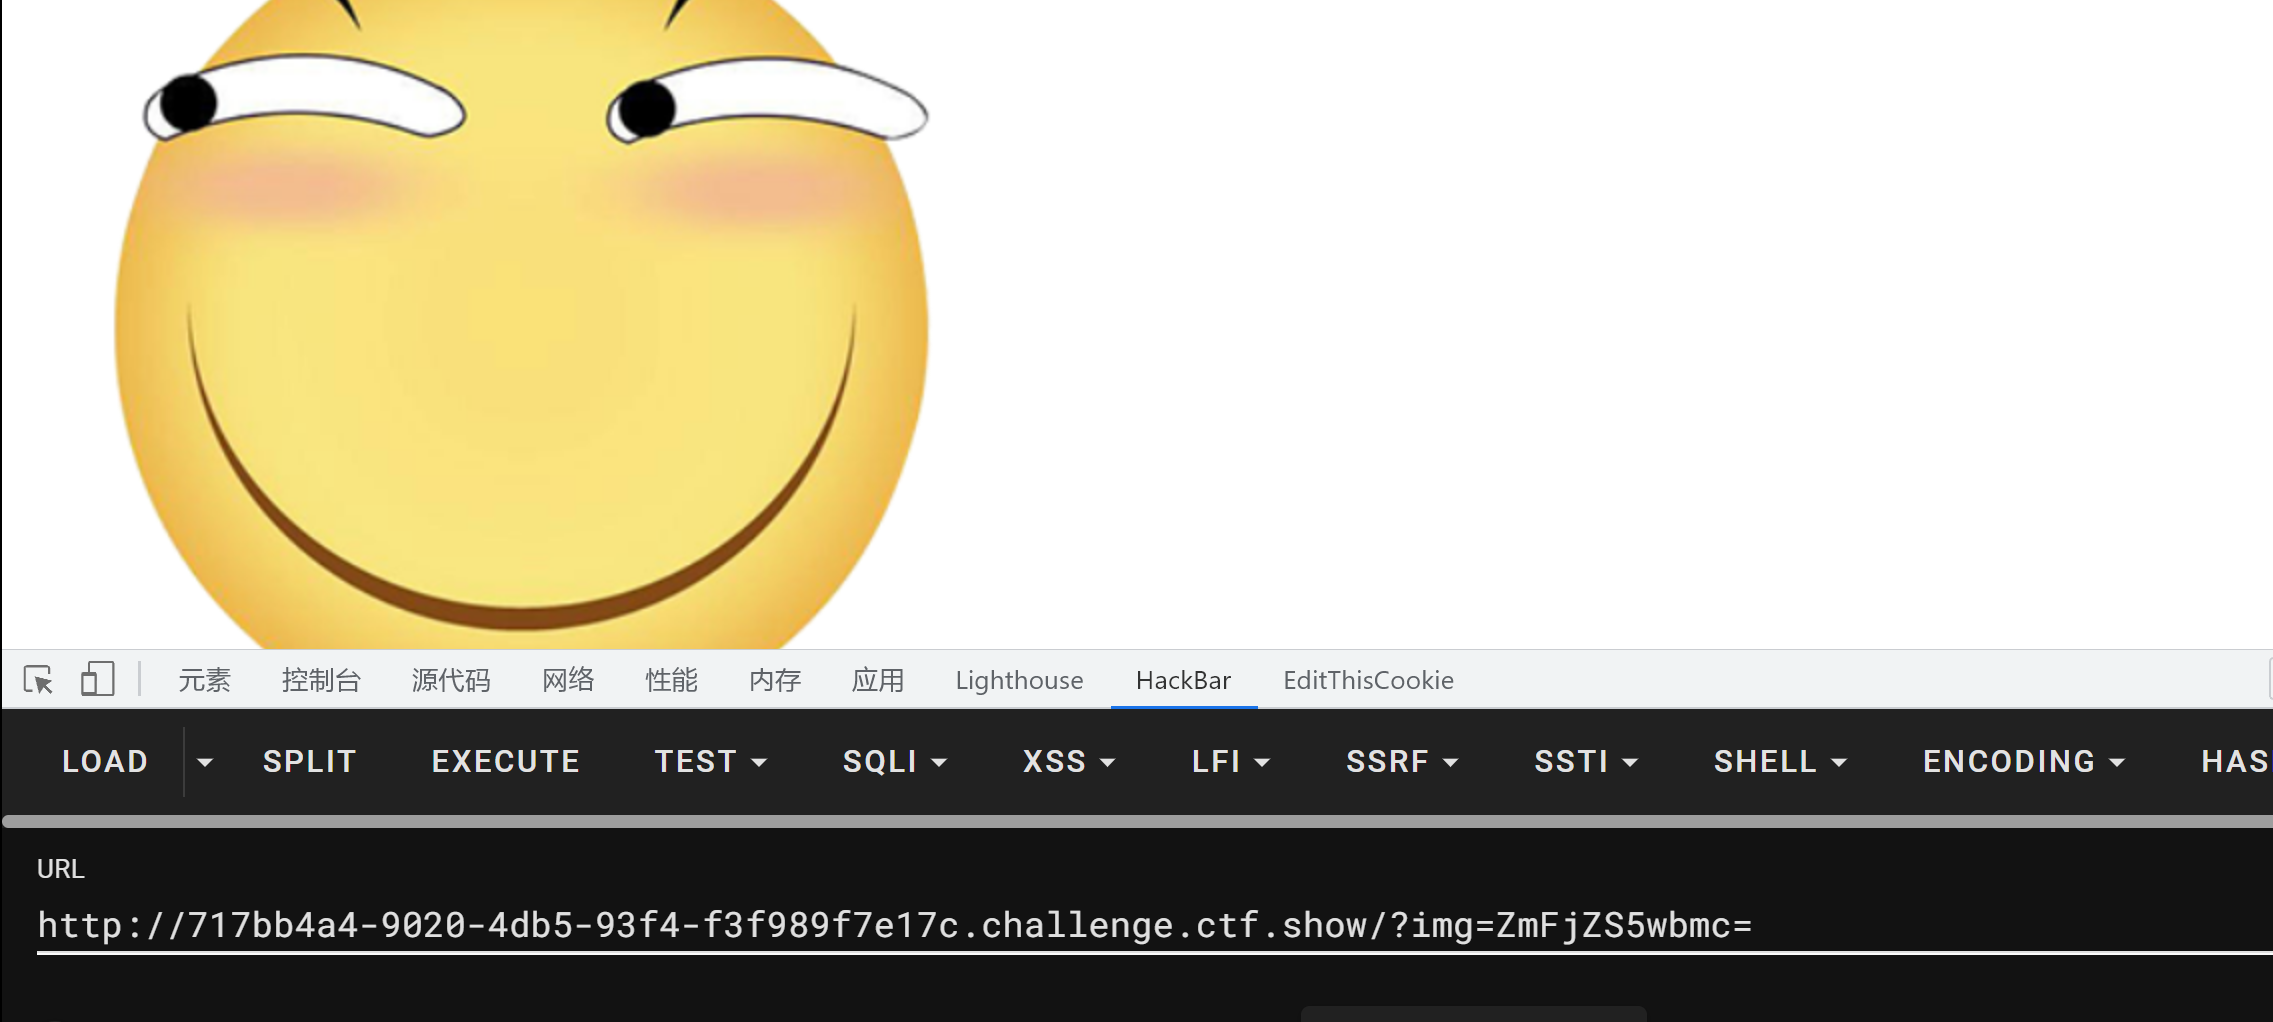 元素 控制台 源代码 网络 性能 内存 应用 Lighthouse HackBar EditThisCookie
LOAD SPLIT EXECUTE TEST SQLI XSS LFI SSRF SSTI SHELL ENCODING HAS
URL
http://717bb4a4-9020-4db5-93f4-f3f989f7e17c.challenge.ctf.show/?img=ZmFjZS5wbmc=